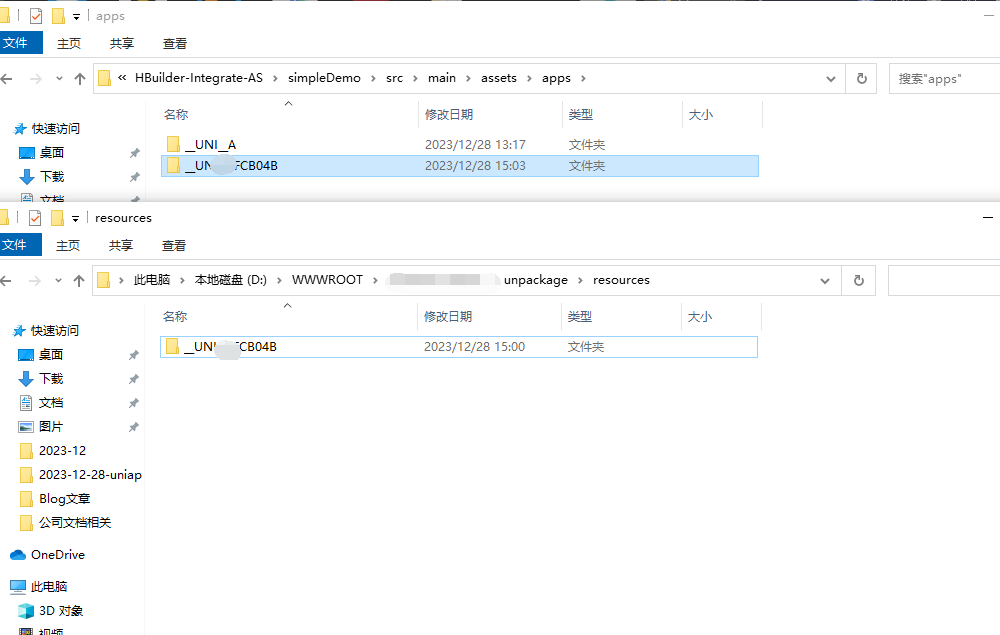 apps
文件 主页 共享 查看
« HBuilder-Integrate-AS › simpleDemo › src › main › assets › apps ›
搜索"apps"
名称 修改日期 类型 大小
快速访问
桌面
下载
文档
__UNI__A 2023/12/28 13:17 文件夹
FCB04B 2023/12/28 15:03 文件夹
resources
文件 主页 共享 查看
› 此电脑 › 本地磁盘 (D:) › WWWROOT › unpackage › resources
名称 修改日期 类型 大小
__UNI FCB04B 2023/12/28 15:00 文件夹
快速访问
桌面
下载
文档
图片
2023-12
2023-12-28-uniap
Blog文章
公司文档相关
OneDrive
此电脑
3D 对象
视频